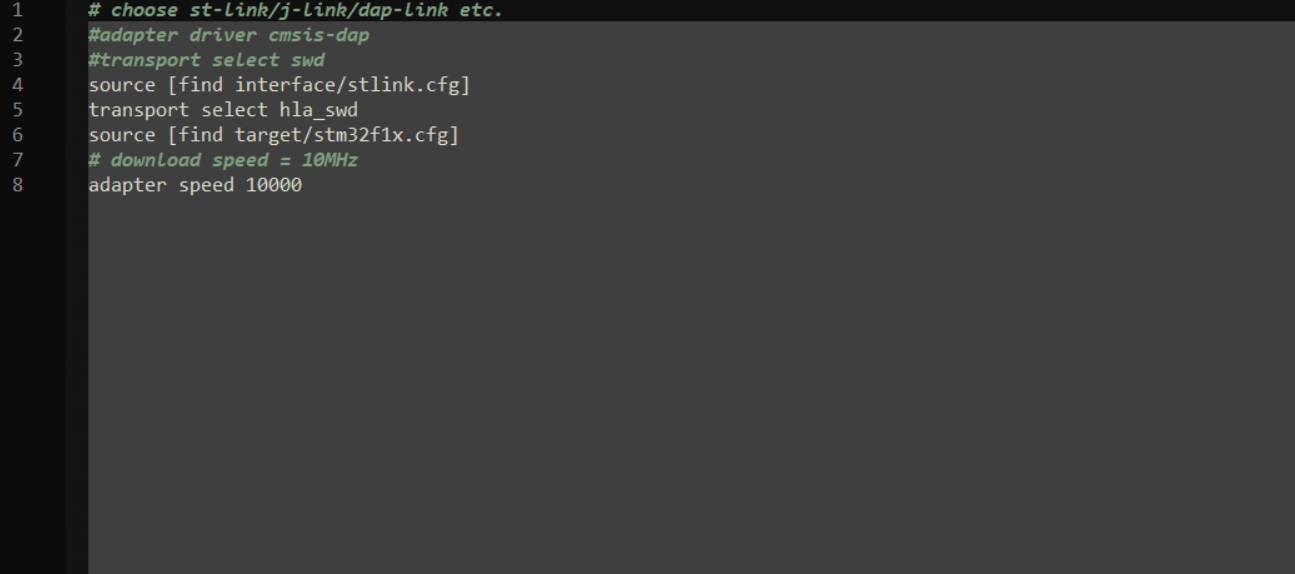 1 # choose st-link/j-link/dap-link etc.
2 #adapter driver cmsis-dap
3 #transport select swd
4 source [find interface/stlink.cfg]
5 transport select hla_swd
6 source [find target/stm32f1x.cfg]
7 # download speed = 10MHz
8 adapter speed 10000